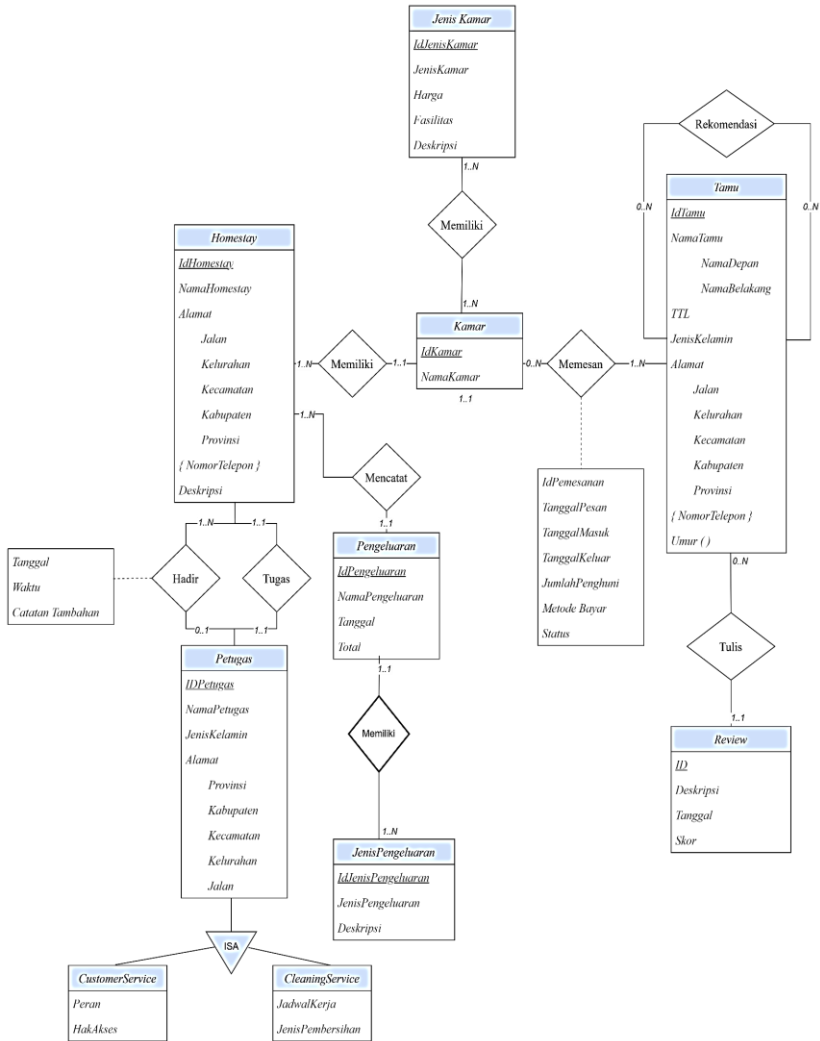 Jenis Kamar
IdJenisKamar
JenisKamar
Harga
Fasilitas
Deskripsi
1..N
Memiliki
1..N
Rekomendasi
0..N
0..N
Tamu
IdTamu
NamaTamu
NamaDepan
NamaBelakang
TTL
JenisKelamin
Alamat
Jalan
Kelurahan
Kecamatan
Kabupaten
Provinsi
{ NomorTelepon }
Umur ( )
Homestay
IdHomestay
NamaHomestay
Alamat
Jalan
Kelurahan
Kecamatan
Kabupaten
Provinsi
{ NomorTelepon }
Deskripsi
1..N
Memiliki
1..1
Kamar
IdKamar
NamaKamar
1..1
0..N
Memesan
1..N
IdPemesanan
TanggalPesan
TanggalMasuk
TanggalKeluar
JumlahPenghuni
Metode Bayar
Status
1..N
Mencatat
1..1
Pengeluaran
IdPengeluaran
NamaPengeluaran
Tanggal
Total
1..1
Memiliki
1..N
JenisPengeluaran
IdJenisPengeluaran
JenisPengeluaran
Deskripsi
1..N
1..1
Tanggal
Waktu
Catatan Tambahan
Hadir
Tugas
0..1
1..1
Petugas
IDPetugas
NamaPetugas
JenisKelamin
Alamat
Provinsi
Kabupaten
Kecamatan
Kelurahan
Jalan
ISA
CustomerService
Peran
HakAkses
CleaningService
JadwalKerja
JenisPembersihan
0..N
Tulis
1..1
Review
ID
Deskripsi
Tanggal
Skor